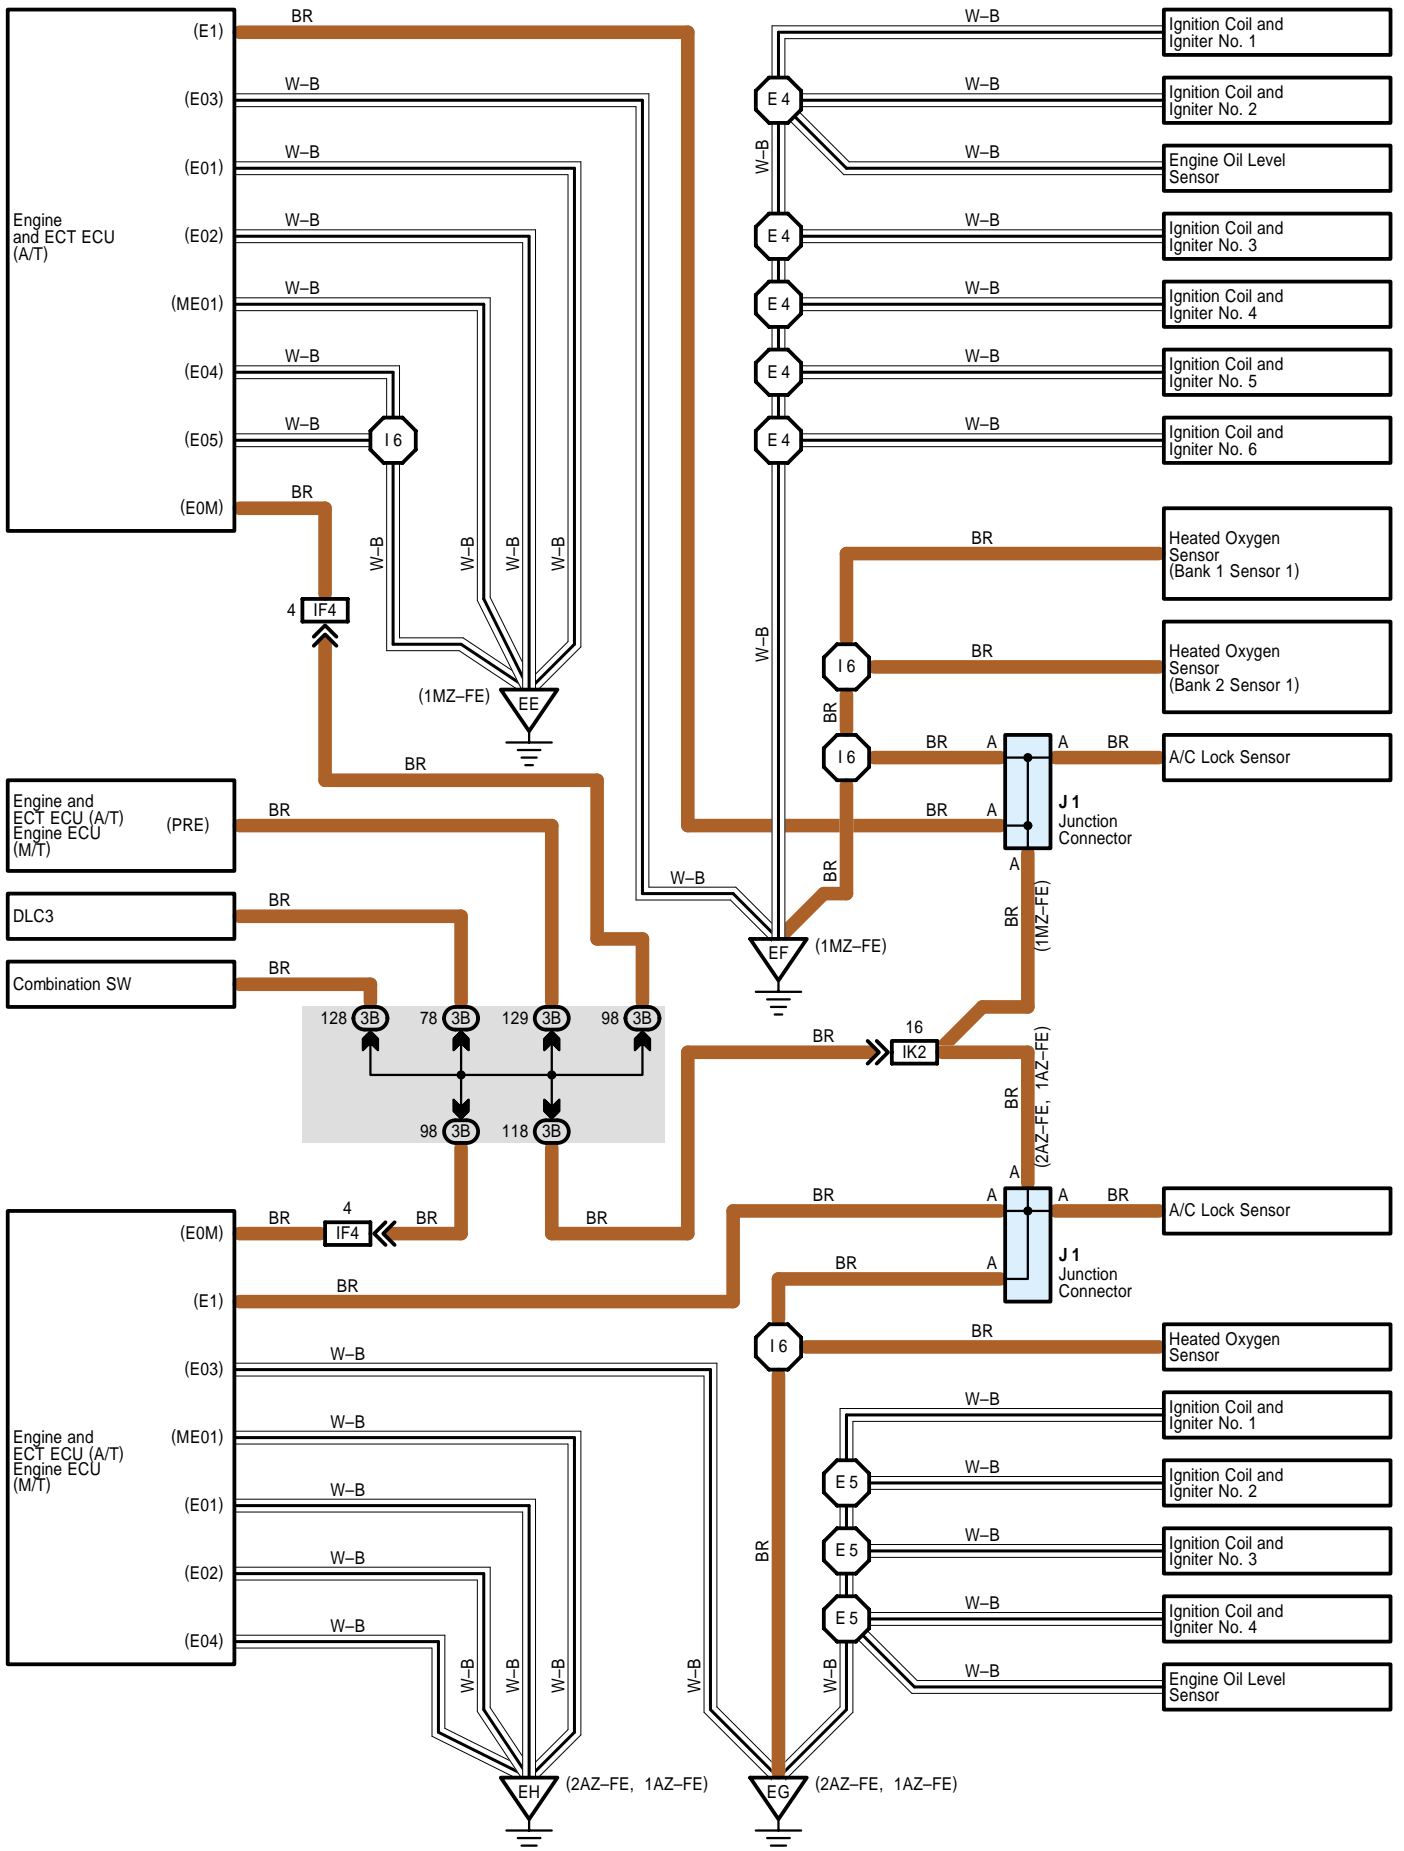 BR
(E1)
W–B
(E03)
W–B
(E01)
W–B
(E02)
W–B
(ME01)
W–B
(E04)
W–B
(E05)
BR
(E0M)
Engine
and ECT ECU
(A/T)
I 6
W–B
W–B
W–B
W–B
4
IF4
(1MZ–FE)
EE
BR
W–B
Ignition Coil and
Igniter No. 1
E 4
W–B
Ignition Coil and
Igniter No. 2
W–B
W–B
Engine Oil Level
Sensor
E 4
W–B
Ignition Coil and
Igniter No. 3
E 4
W–B
Ignition Coil and
Igniter No. 4
E 4
W–B
Ignition Coil and
Igniter No. 5
E 4
W–B
Ignition Coil and
Igniter No. 6
W–B
BR
Heated Oxygen
Sensor
(Bank 1 Sensor 1)
I 6
BR
Heated Oxygen
Sensor
(Bank 2 Sensor 1)
BR
I 6
BR
A
A
BR
A/C Lock Sensor
BR
A
J 1
Junction
Connector
A
BR
W–B
BR
(1MZ–FE)
EF
(1MZ–FE)
Engine and
ECT ECU (A/T)
Engine ECU
(M/T)
(PRE)
BR
DLC3
BR
Combination SW
BR
128
3B
78
3B
129
3B
98
3B
98
3B
118
3B
BR
16
IK2
BR
(2AZ–FE, 1AZ–FE)
A
BR
A
A
BR
A/C Lock Sensor
BR
A
J 1
Junction
Connector
(E0M)
BR
4
IF4
BR
BR
(E1)
BR
(E03)
W–B
(ME01)
W–B
(E01)
W–B
(E02)
W–B
(E04)
W–B
Engine and
ECT ECU (A/T)
Engine ECU
(M/T)
I 6
BR
Heated Oxygen
Sensor
W–B
Ignition Coil and
Igniter No. 1
E 5
W–B
Ignition Coil and
Igniter No. 2
E 5
W–B
Ignition Coil and
Igniter No. 3
E 5
W–B
Ignition Coil and
Igniter No. 4
W–B
Engine Oil Level
Sensor
BR
W–B
W–B
W–B
W–B
W–B
EH
(2AZ–FE, 1AZ–FE)
EG
(2AZ–FE, 1AZ–FE)